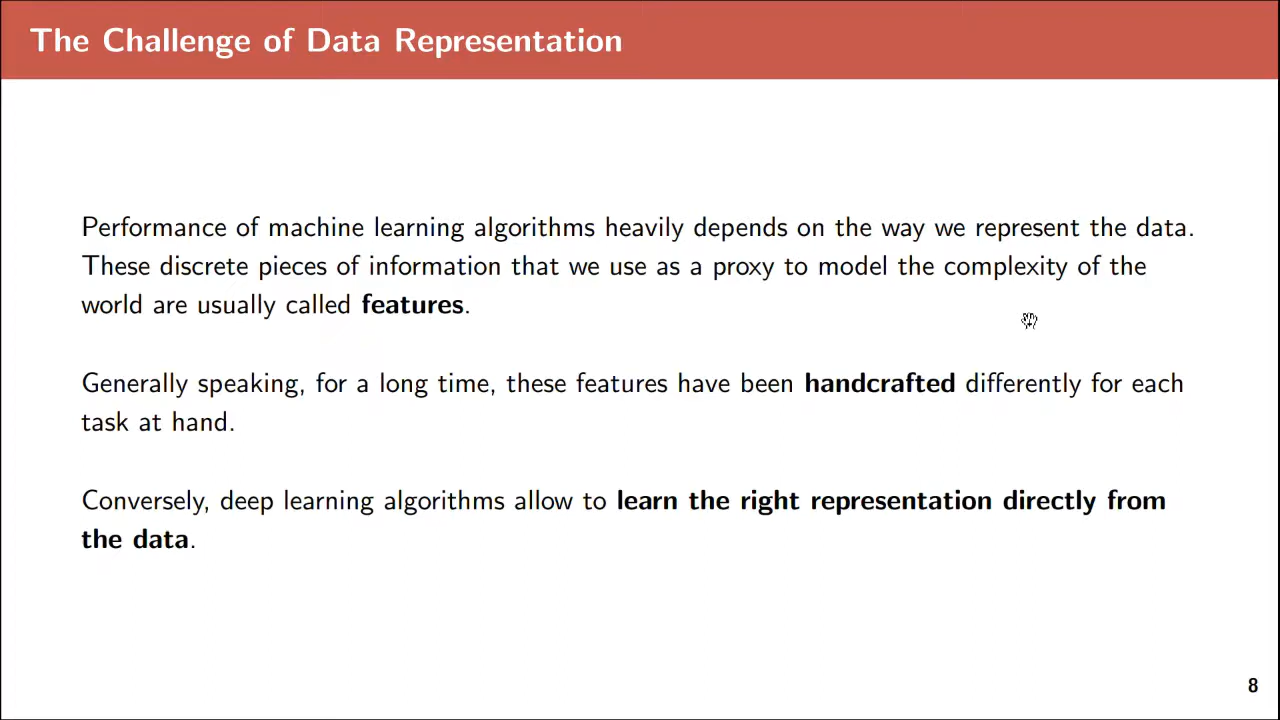 The Challenge of Data Representation
Performance of machine learning algorithms heavily depends on the way we represent the data.
These discrete pieces of information that we use as a proxy to model the complexity of the
world are usually called features.
Generally speaking, for a long time, these features have been handcrafted differently for each
task at hand.
Conversely, deep learning algorithms allow to learn the right representation directly from
the data.
8